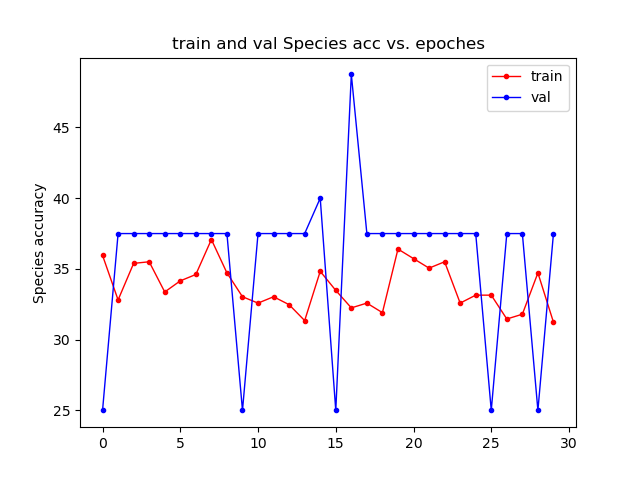 train and val Species acc vs. epoches
train
val
Species accuracy
45
40
35
30
25
0 5 10 15 20 25 30